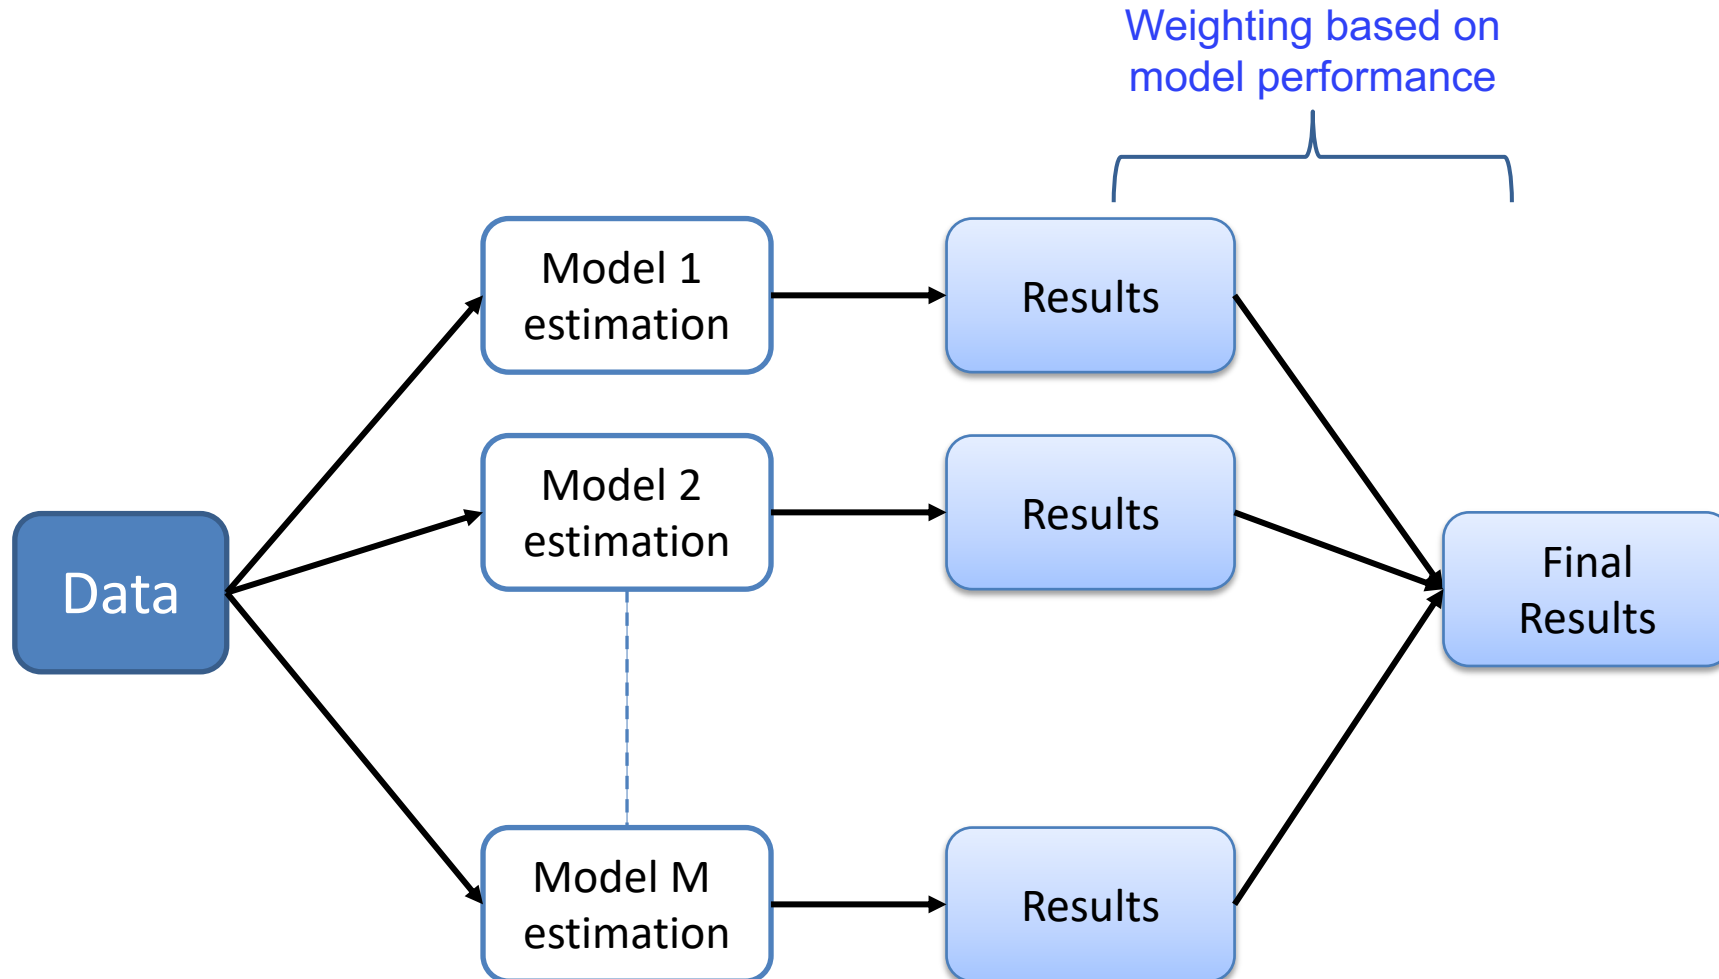 Weighting based on
model performance
Model 1
estimation
Results
Model 2
estimation
Results
Data
Final
Results
Model M
estimation
Results